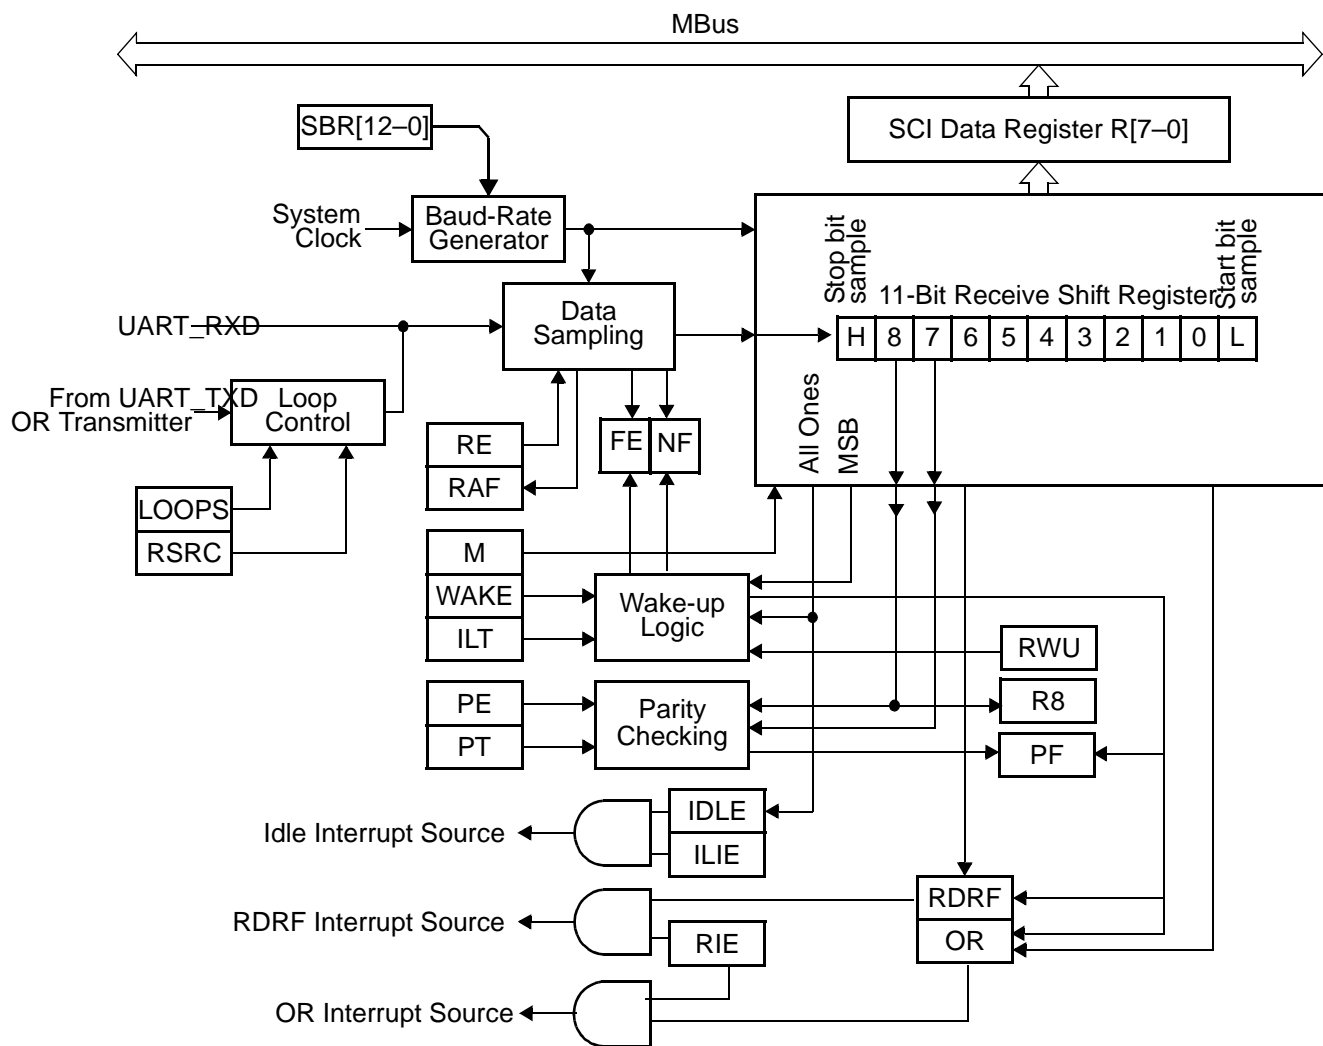 MBus
SBR[12–0]
SCI Data Register R[7–0]
System
Clock
Baud-Rate
Generator
Stop bit
sample
Start bit
sample
11-Bit Receive Shift Register
H 8 7 6 5 4 3 2 1 0 L
Data
Sampling
UART_RXD
From UART_TXD
OR Transmitter
Loop
Control
All Ones
MSB
RE
RAF
FE NF
LOOPS
RSRC
M
WAKE
ILT
Wake-up
Logic
RWU
PE
PT
Parity
Checking
R8
PF
Idle Interrupt Source
IDLE
ILIE
RDRF Interrupt Source
RIE
RDRF
OR
OR Interrupt Source